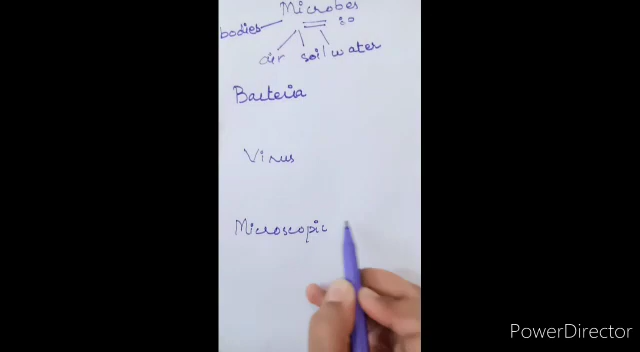 Microbes
bodies
air soil water
Bacteria
Virus
Microscopic
PowerDirector